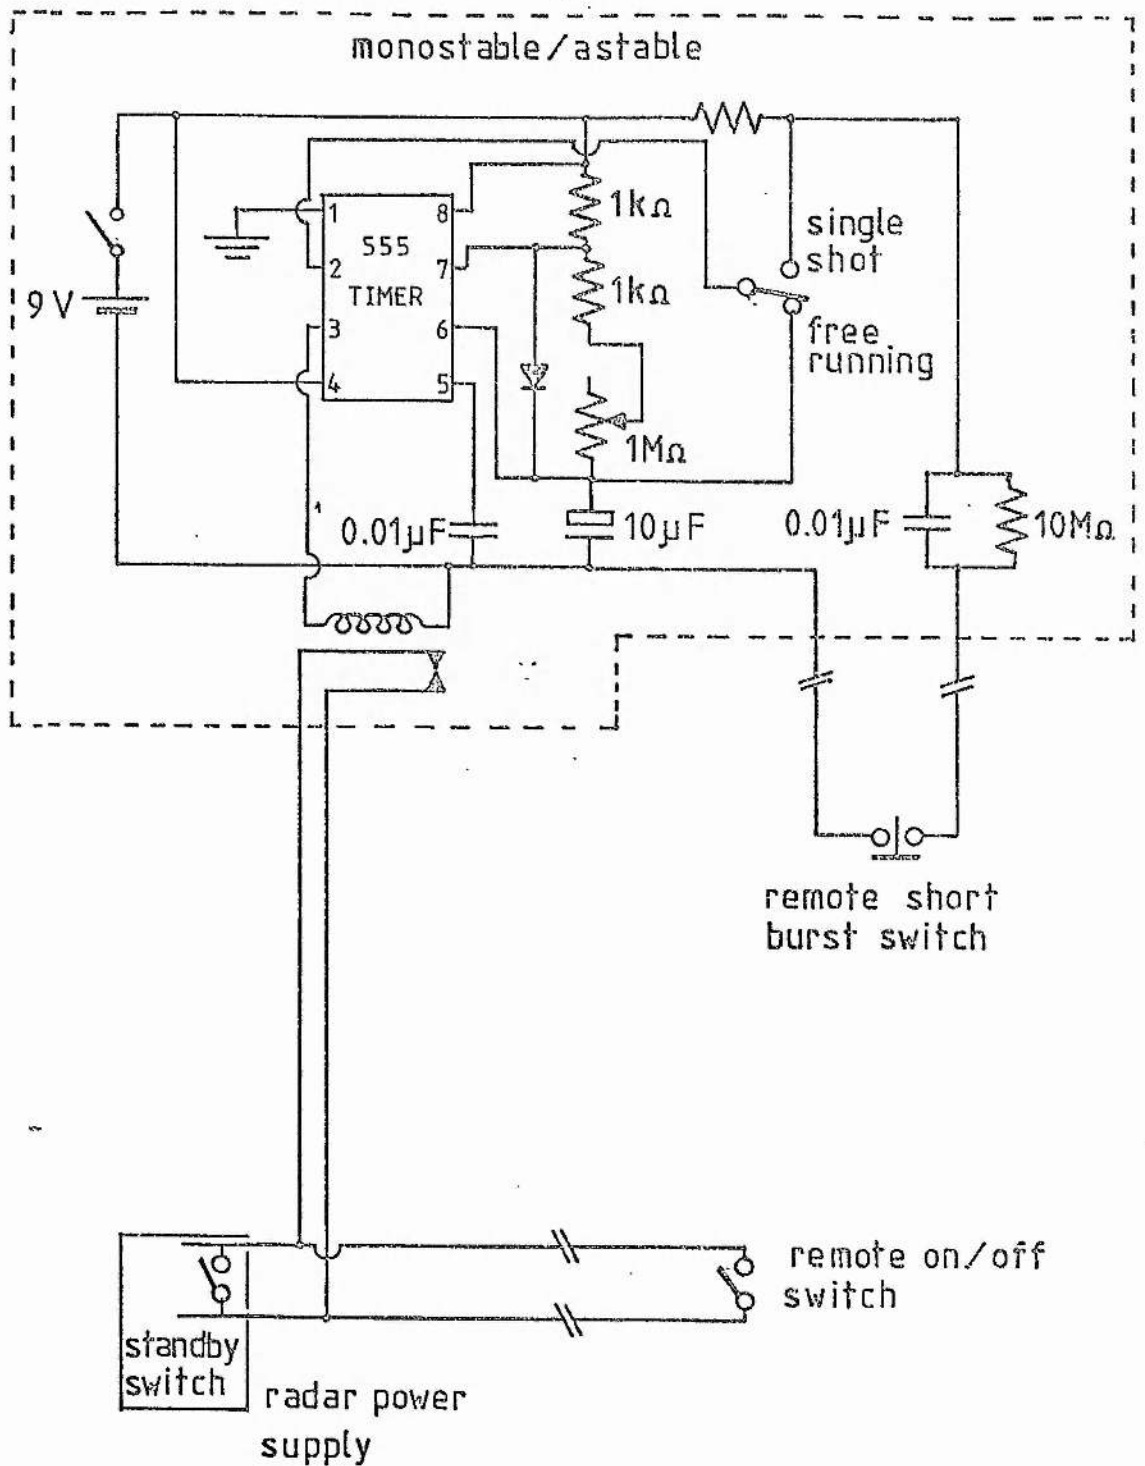 monostable/astable
1 8
555
2 7
TIMER
3 6
4 5
9 V
1kΩ
1kΩ
1MΩ
single
shot
free
running
0.01µF
10µF
0.01µF
10MΩ
remote short
burst switch
remote on/off
switch
standby
switch
radar power
supply